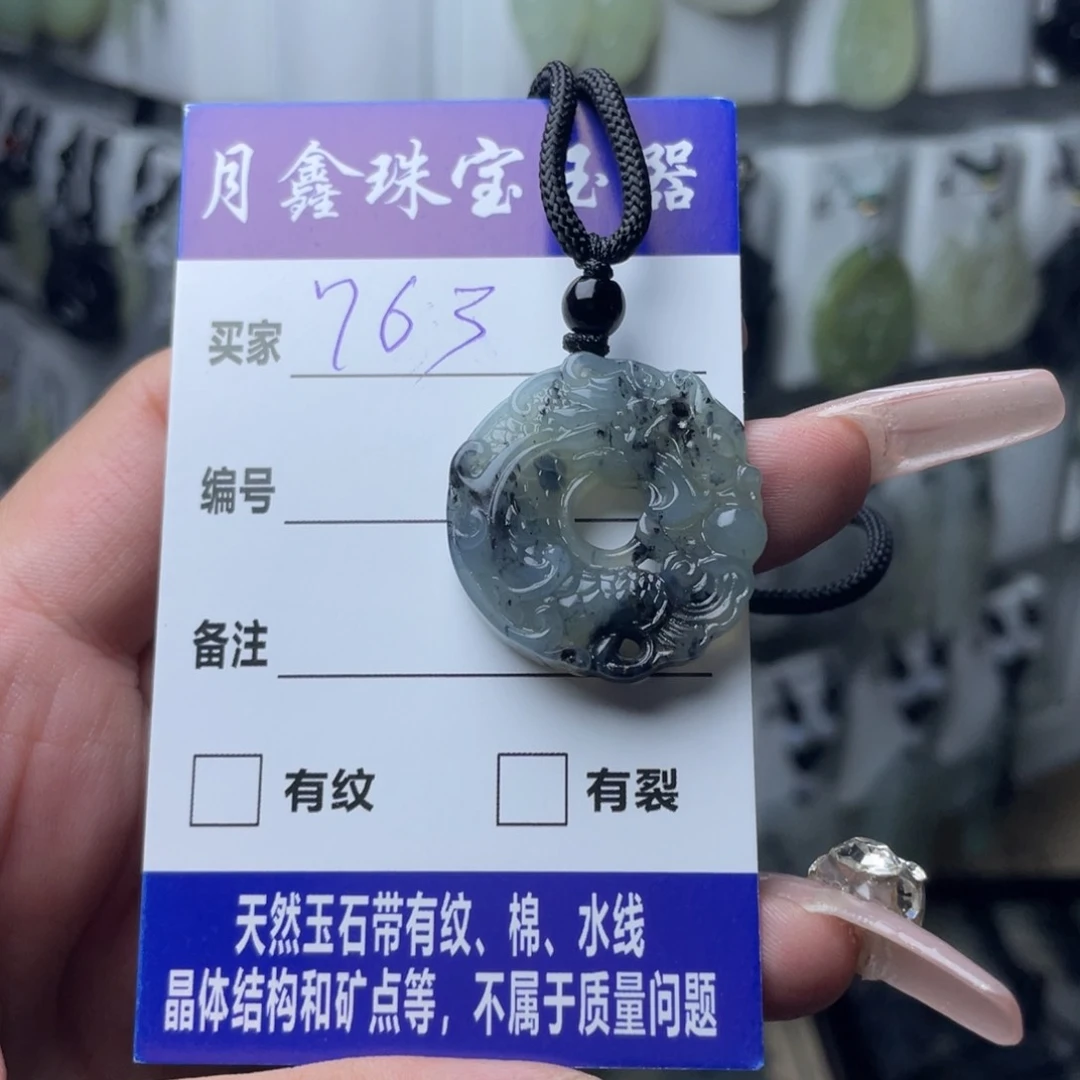 月鑫珠宝玉器
买家 763
编号
备注
有纹 有裂
天然玉石带有纹、棉、水线
晶体结构和矿点等，不属于质量问题